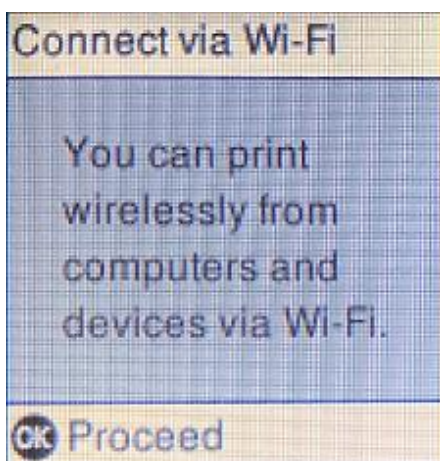 Connect via Wi-Fi
You can print
wirelessly from
computers and
devices via Wi-Fi.
OK Proceed